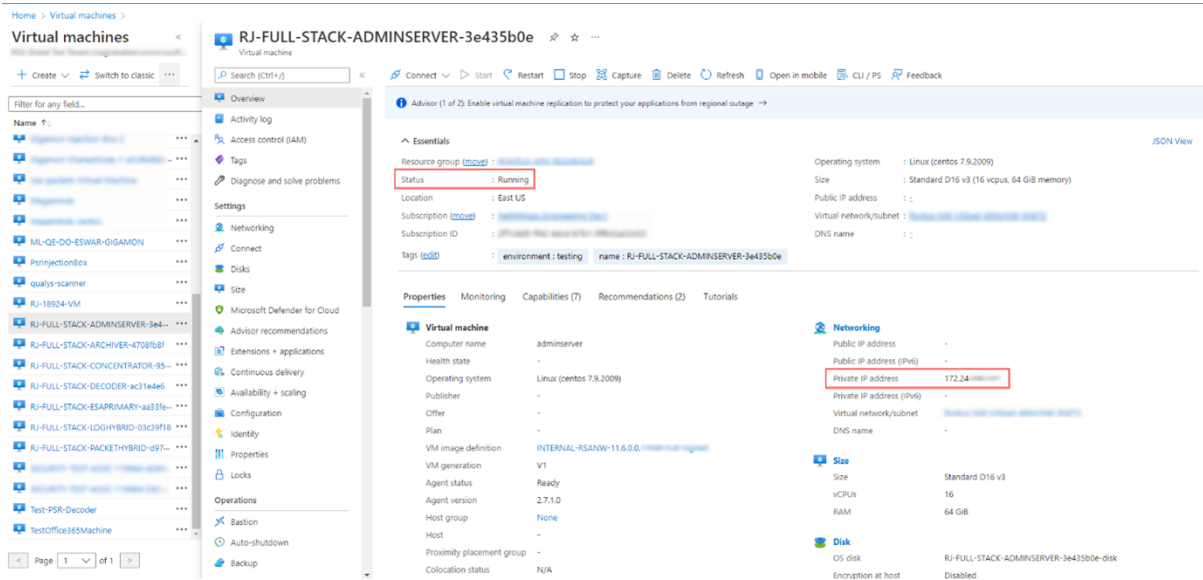 Home > Virtual machines >
Virtual machines
Create
Switch to classic
Filter for any field...
Name ↑
ML-QE-DO-ESWAR-GIGAMON
PsrInjectionBox
qualys-scanner
RJ-18924-VM
RJ-FULL-STACK-ADMINSERVER-3e4...
RJ-FULL-STACK-ARCHIVER-4708fb8f
RJ-FULL-STACK-CONCENTRATOR-95...
RJ-FULL-STACK-DECODER-ac31e4e6
RJ-FULL-STACK-ESAPRIMARY-aa33fe...
RJ-FULL-STACK-LOGHYBRID-03c39f18
RJ-FULL-STACK-PACKETHYBRID-d97...
Test-PSR-Decoder
TestOffice365Machine
< Page 1 of 1 >
RJ-FULL-STACK-ADMINSERVER-3e435b0e
Virtual machine
Search (Ctrl+/)
Overview
Activity log
Access control (IAM)
Tags
Diagnose and solve problems
Settings
Networking
Connect
Disks
Size
Microsoft Defender for Cloud
Advisor recommendations
Extensions + applications
Continuous delivery
Availability + scaling
Configuration
Identity
Properties
Locks
Operations
Bastion
Auto-shutdown
Backup
Connect Start Restart Stop Capture Delete Refresh Open in mobile CLI / PS Feedback
Advisor (1 of 2): Enable virtual machine replication to protect your applications from regional outage →
Essentials
JSON View
Resource group (move) :
Status : Running
Location : East US
Subscription (move) :
Subscription ID :
Tags (edit) : environment : testing name : RJ-FULL-STACK-ADMINSERVER-3e435b0e
Operating system : Linux (centos 7.9.2009)
Size : Standard D16 v3 (16 vcpus, 64 GiB memory)
Public IP address : -
Virtual network/subnet :
DNS name : -
Properties Monitoring Capabilities (7) Recommendations (2) Tutorials
Virtual machine
Computer name adminserver
Health state -
Operating system Linux (centos 7.9.2009)
Publisher -
Offer -
Plan -
VM image definition INTERNAL-RSANW-11.6.0.0.
VM generation V1
Agent status Ready
Agent version 2.7.1.0
Host group None
Host -
Proximity placement group -
Colocation status N/A
Networking
Public IP address -
Public IP address (IPv6) -
Private IP address 172.24
Private IP address (IPv6) -
Virtual network/subnet
DNS name -
Size
Size Standard D16 v3
vCPUs 16
RAM 64 GiB
Disk
OS disk RJ-FULL-STACK-ADMINSERVER-3e435b0e-disk
Encryption at host Disabled